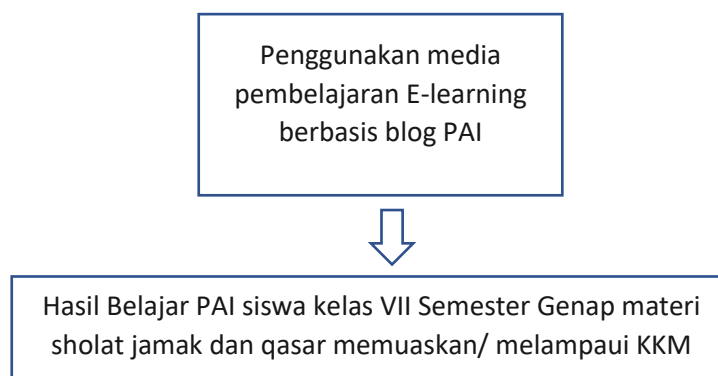 Penggunakan media
pembelajaran E-learning
berbasis blog PAI
Hasil Belajar PAI siswa kelas VII Semester Genap materi
sholat jamak dan qasar memuaskan/ melampaui KKM